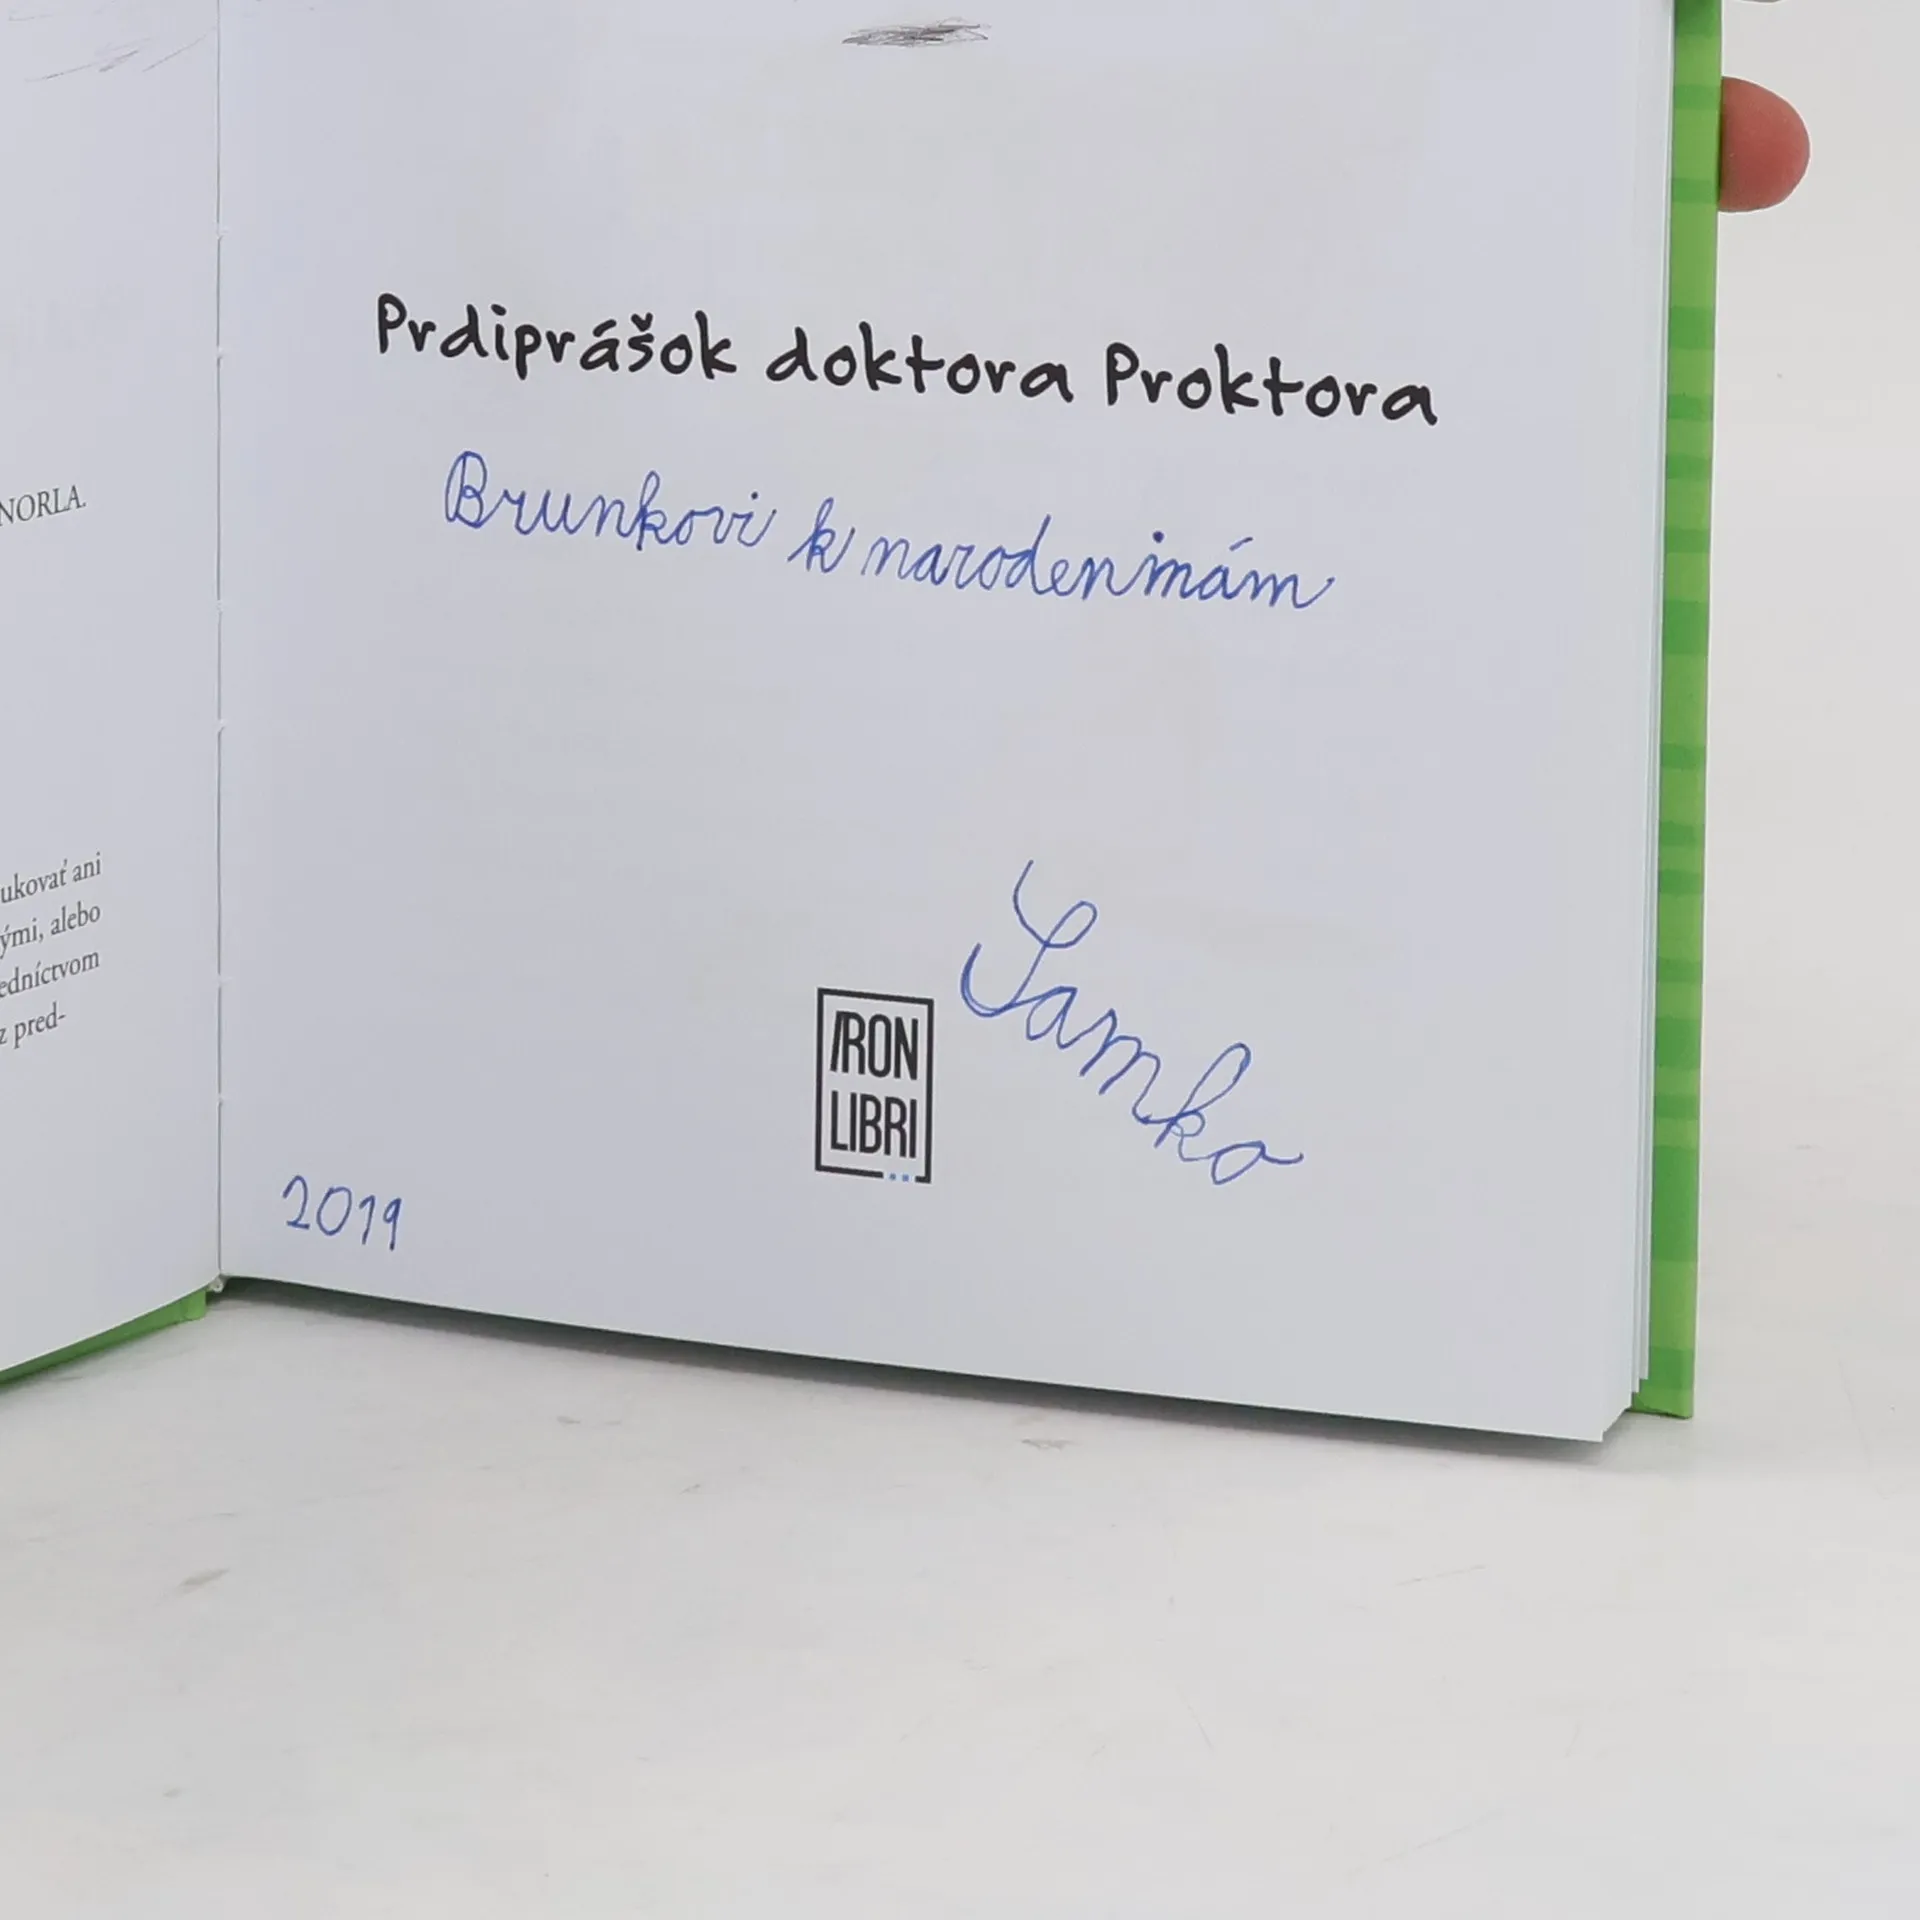 NORLA.
ukovať ani
ými, alebo
edníctvom
z pred-
Prdiprášok doktora Proktora
Brunkovi k narodeninám
Samko
IRON
LIBRI
2019